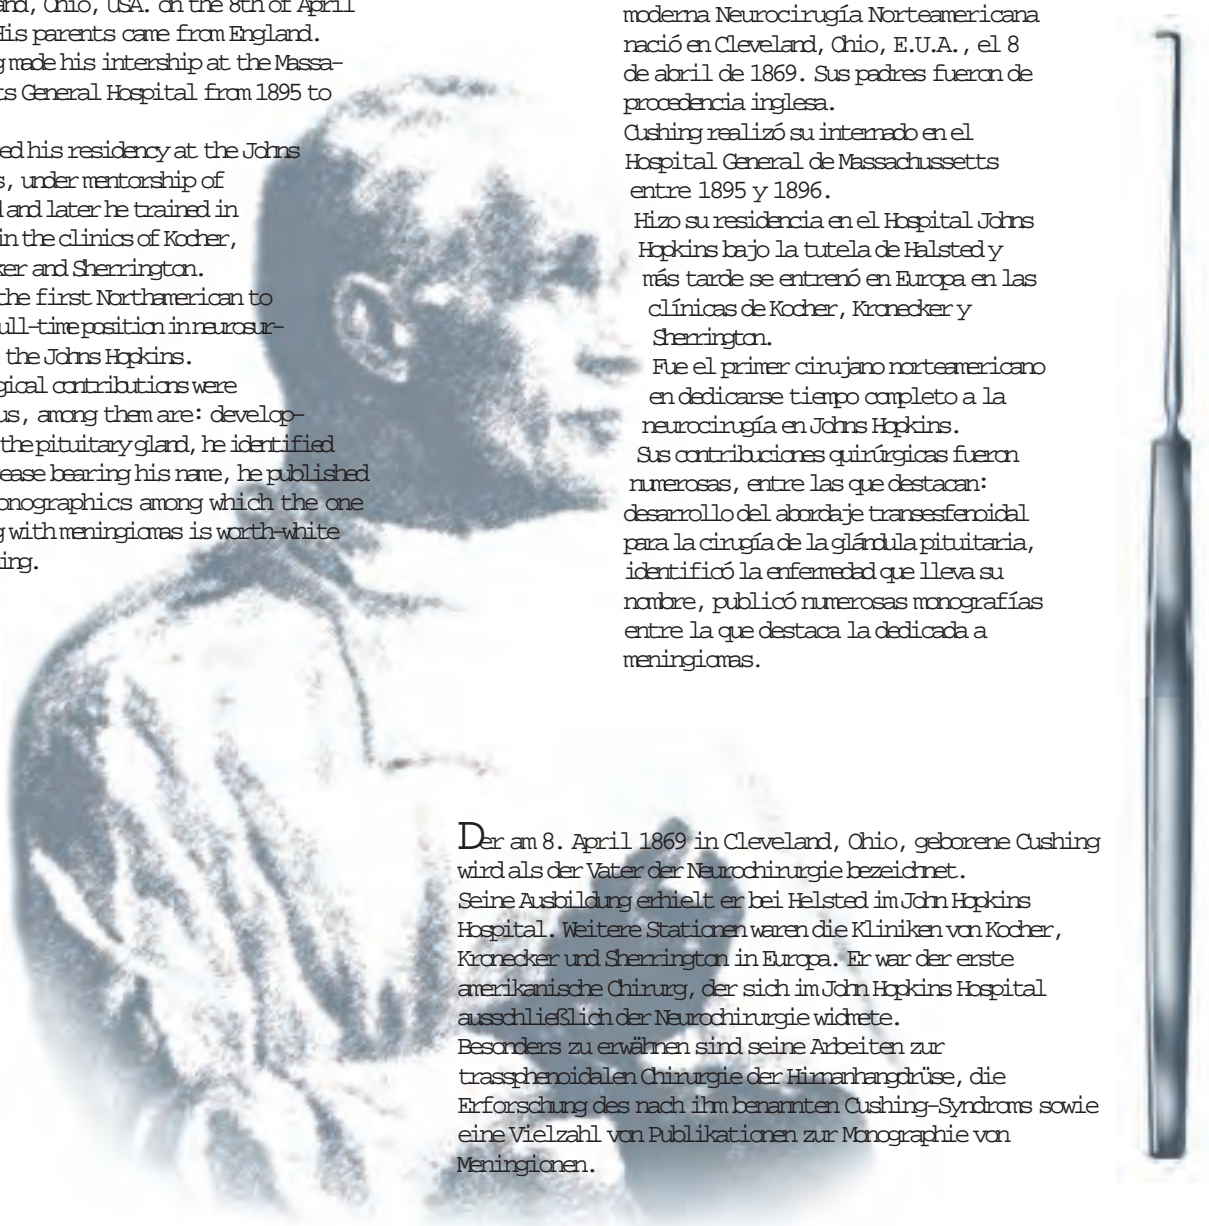 and, Ohio, USA. on the 8th of April
His parents came from England.
g made his intership at the Massa-
ts General Hospital from 1895 to
ed his residency at the Johns
s, under mentorship of
d and later he trained in
in the clinics of Kocher,
ker and Sherrington.
the first Northamerican to
ull-time position in neurosur-
the Johns Hopkins.
gical contributions were
us, among them are: develop-
the pituitary gland, he identified
ease bearing his name, he published
onographics among which the one
g with meningiomas is worth-white
ing.
moderna Neurocirugía Norteamericana
nació en Cleveland, Ohio, E.U.A., el 8
de abril de 1869. Sus padres fueron de
procedencia inglesa.
Cushing realizó su internado en el
Hospital General de Massachussetts
entre 1895 y 1896.
Hizo su residencia en el Hospital Johns
Hopkins bajo la tutela de Halsted y
más tarde se entrenó en Europa en las
clínicas de Kocher, Kronecker y
Sherrington.
Fue el primer cirujano norteamericano
en dedicarse tiempo completo a la
neurocirugía en Johns Hopkins.
Sus contribuciones quirúrgicas fueron
numerosas, entre las que destacan:
desarrollo del abordaje transesfenoidal
para la cirugía de la glándula pituitaria,
identificó la enfermedad que lleva su
nombre, publicó numerosas monografías
entre la que destaca la dedicada a
meningiomas.
Der am 8. April 1869 in Cleveland, Ohio, geborene Cushing
wird als der Vater der Neurochirurgie bezeichnet.
Seine Ausbildung erhielt er bei Helsted im John Hopkins
Hospital. Weitere Stationen waren die Kliniken von Kocher,
Kronecker und Sherrington in Europa. Er war der erste
amerikanische Chirurg, der sich im John Hopkins Hospital
ausschließlich der Neurochirurgie widmete.
Besonders zu erwähnen sind seine Arbeiten zur
trassphenoidalen Chirurgie der Hirnanhangdrüse, die
Erforschung des nach ihm benannten Cushing-Syndroms sowie
eine Vielzahl von Publikationen zur Monographie von
Meningionen.